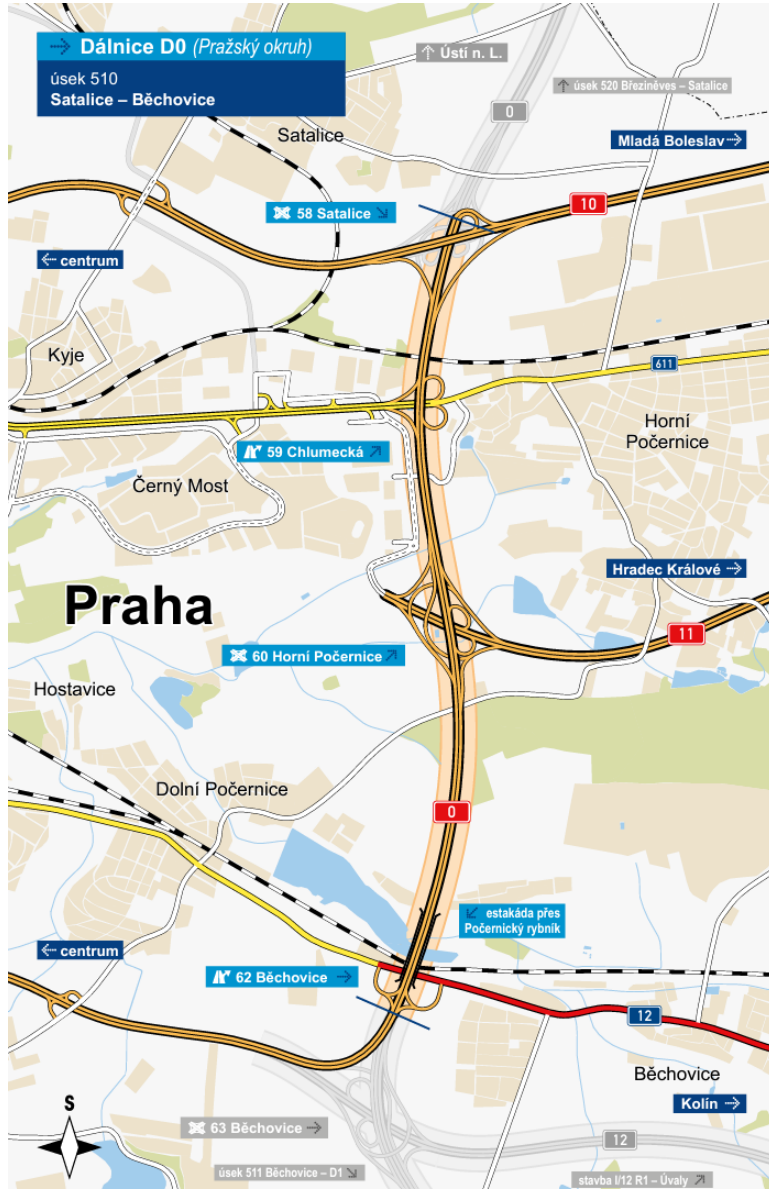 Dálnice D0 (Pražský okruh)
úsek 510
Satalice – Běchovice
Ústí n. L.
úsek 520 Březiněves – Satalice
0
Satalice
Mladá Boleslav
58 Satalice
10
centrum
Kyje
611
Horní
Počernice
59 Chlumecká
Černý Most
Hradec Králové
Praha
11
60 Horní Počernice
Hostavice
Dolní Počernice
0
estakáda přes
Počernický rybník
centrum
62 Běchovice
12
Běchovice
Kolín
S
63 Běchovice
12
úsek 511 Běchovice – D1
stavba I/12 R1 – Úvaly